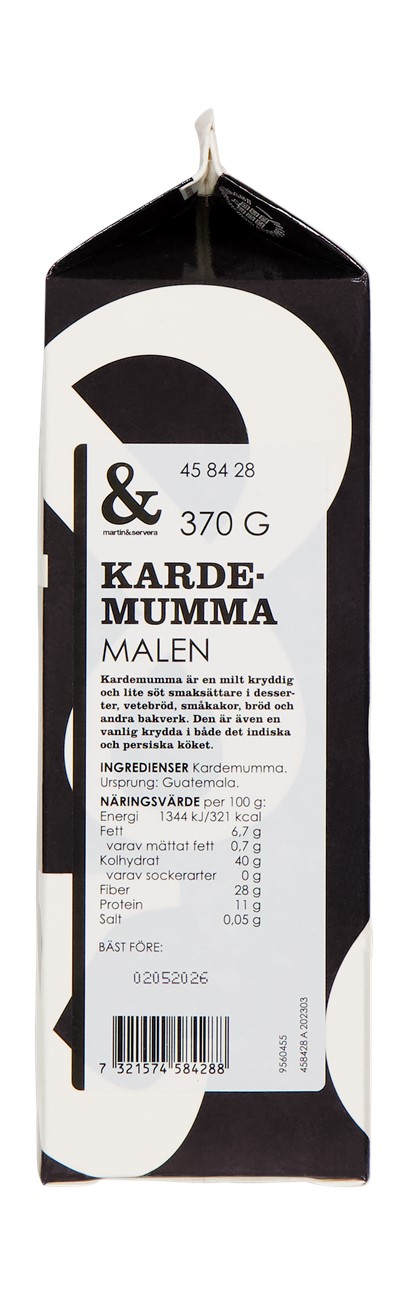 45 84 28
&
martin&servera
370 G
KARDE-
MUMMA
MALEN
Kardemumma är en milt kryddig
och lite söt smaksättare i desser-
ter, vetebröd, småkakor, bröd och
andra bakverk. Den är även en
vanlig krydda i både det indiska
och persiska köket.
INGREDIENSER Kardemumma.
Ursprung: Guatemala.
NÄRINGSVÄRDE per 100 g:
Energi 1344 kJ/321 kcal
Fett 6,7 g
varav mättat fett 0,7 g
Kolhydrat 40 g
varav sockerarter 0 g
Fiber 28 g
Protein 11 g
Salt 0,05 g
BÄST FÖRE:
02052026
7 321574 584288
9560455
458428 A 202303